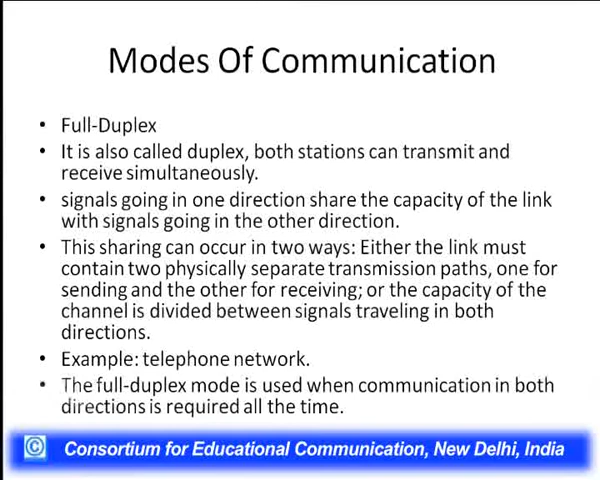 Modes Of Communication
• Full-Duplex
• It is also called duplex, both stations can transmit and
receive simultaneously.
• signals going in one direction share the capacity of the link
with signals going in the other direction.
• This sharing can occur in two ways: Either the link must
contain two physically separate transmission paths, one for
sending and the other for receiving; or the capacity of the
channel is divided between signals traveling in both
directions.
• Example: telephone network.
• The full-duplex mode is used when communication in both
directions is required all the time.
© Consortium for Educational Communication, New Delhi, India